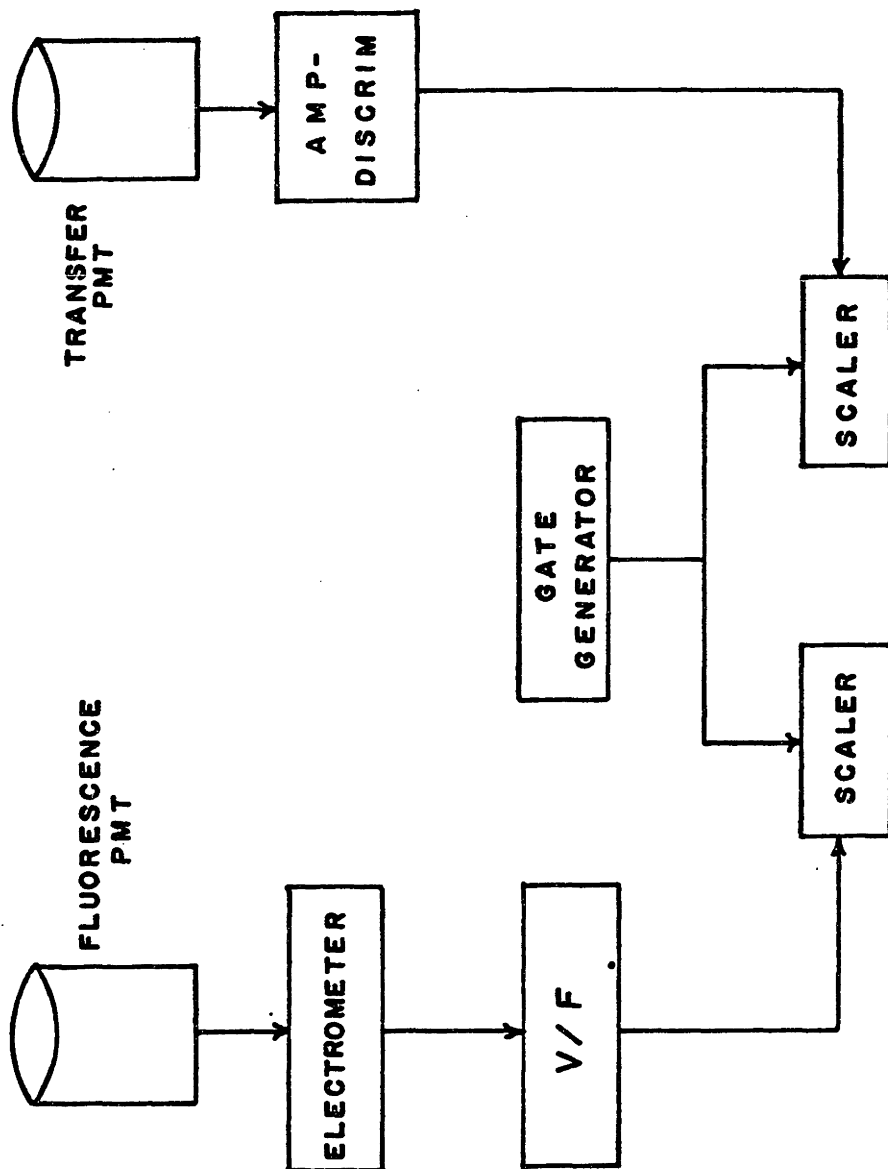 FLUORESCENCE
PMT
TRANSFER
PMT
ELECTROMETER
AMP-
DISCRIM
V/F
GATE
GENERATOR
SCALER
SCALER